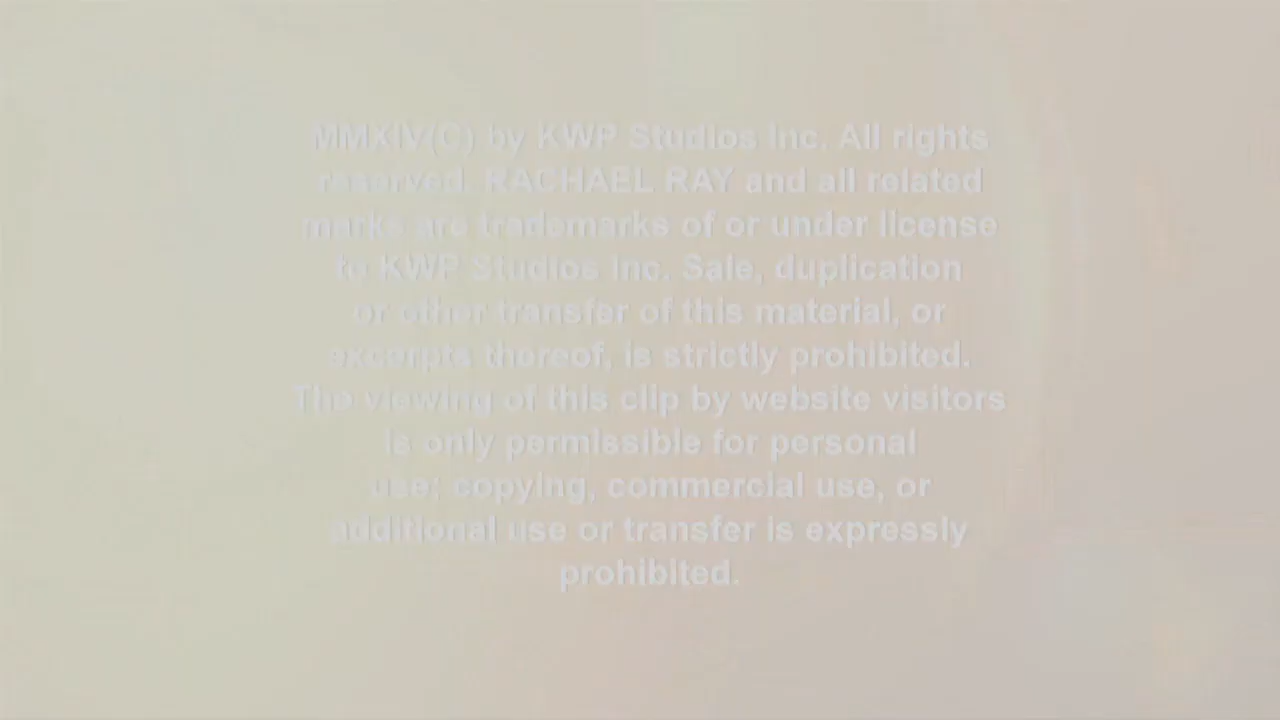 MMXIV(C) by KWP Studios Inc. All rights
reserved. RACHAEL RAY and all related
marks are trademarks of or under license
to KWP Studios Inc. Sale, duplication
or other transfer of this material, or
excerpts thereof, is strictly prohibited.
The viewing of this clip by website visitors
is only permissible for personal
use; copying, commercial use, or
additional use or transfer is expressly
prohibited.